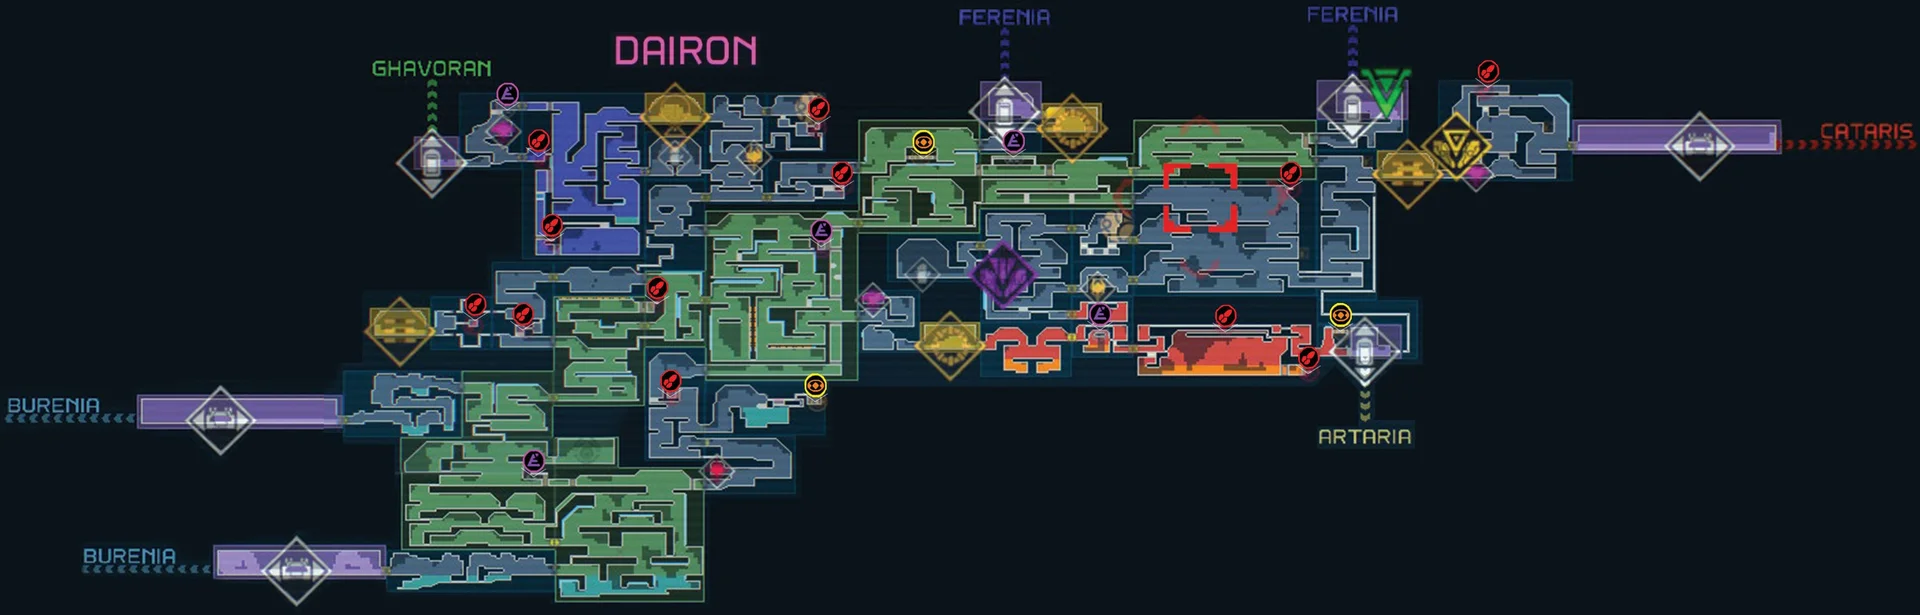 FERENIA
FERENIA
DAIRON
GHAVORAN
CATARIS
BURENIA
ARTARIA
BURENIA